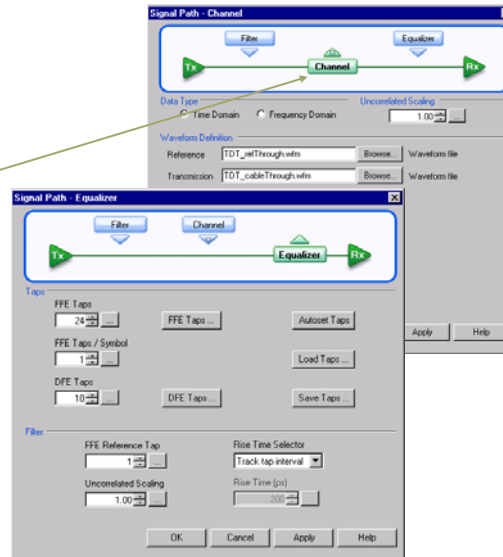 Signal Path - Channel
Filter
Equalizer
Tx
Channel
Rx
Data Type
Time Domain
Frequency Domain
Uncorrelated Scaling
1.00
...
Waveform Definition
Reference
TDT_refThrough.wfm
Browse...
Waveform file
Transmission
TDT_cableThrough.wfm
Browse...
Waveform file
Apply
Help
Signal Path - Equalizer
Filter
Channel
Tx
Equalizer
Rx
Taps
FFE Taps
24
...
FFE Taps ...
Autoset Taps
FFE Taps / Symbol
1
...
Load Taps ...
DFE Taps
10
...
DFE Taps ...
Save Taps ...
Filter
FFE Reference Tap
1
...
Rise Time Selector
Track tap interval
Uncorrelated Scaling
1.00
...
Rise Time (ps)
200
...
OK
Cancel
Apply
Help